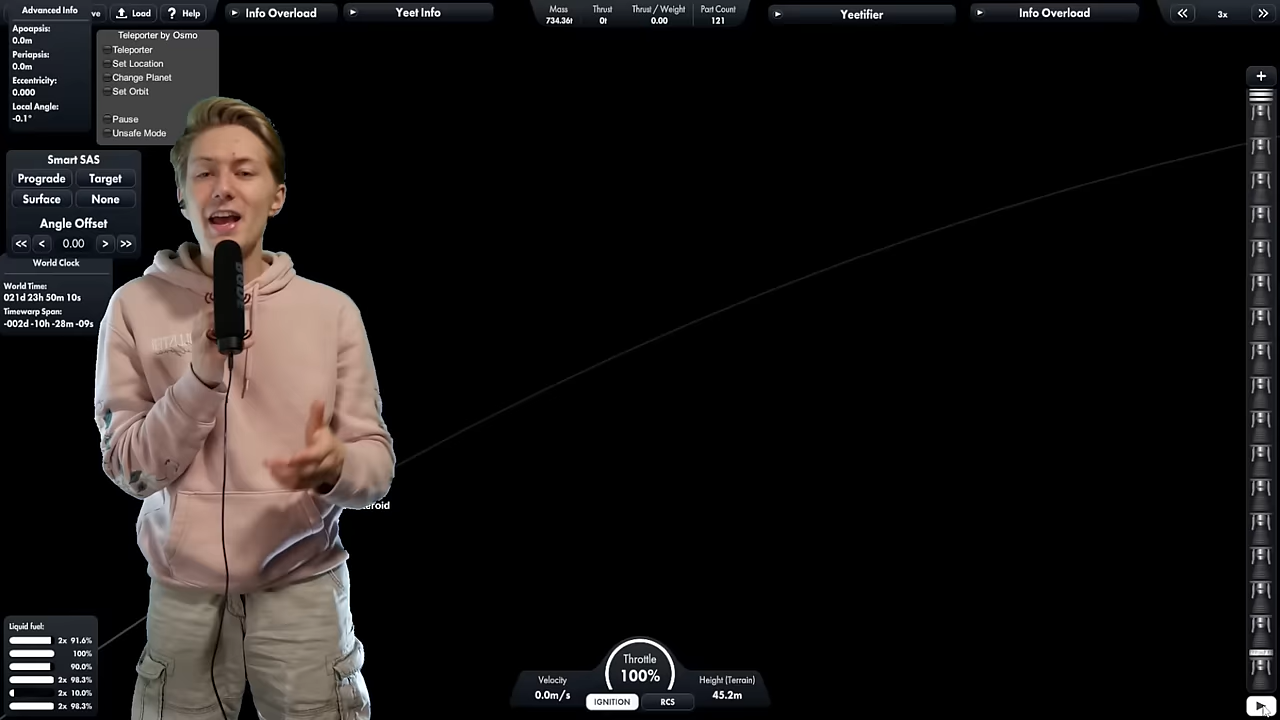 Advanced Info
Apoapsis:
0.0m
Periapsis:
0.0m
Eccentricity:
0.000
Local Angle:
-0.1°
ve
Load
? Help
Info Overload
Yeet Info
Mass
734.36t
Thrust
0t
Thrust / Weight
0.00
Part Count
121
Yeetifier
Info Overload
3x
Teleporter by Osmo
Teleporter
Set Location
Change Planet
Set Orbit
Pause
Unsafe Mode
Smart SAS
Prograde
Target
Surface
None
Angle Offset
<< < 0.00 > >>
World Clock
World Time:
021d 23h 50m 10s
Timewarp Span:
-002d -10h -28m -09s
RODE
eroid
Liquid fuel:
2x 91.6%
100%
90.0%
2x 98.3%
2x 10.0%
2x 98.3%
Throttle
100%
Velocity
0.0m/s
IGNITION
RCS
Height (Terrain)
45.2m